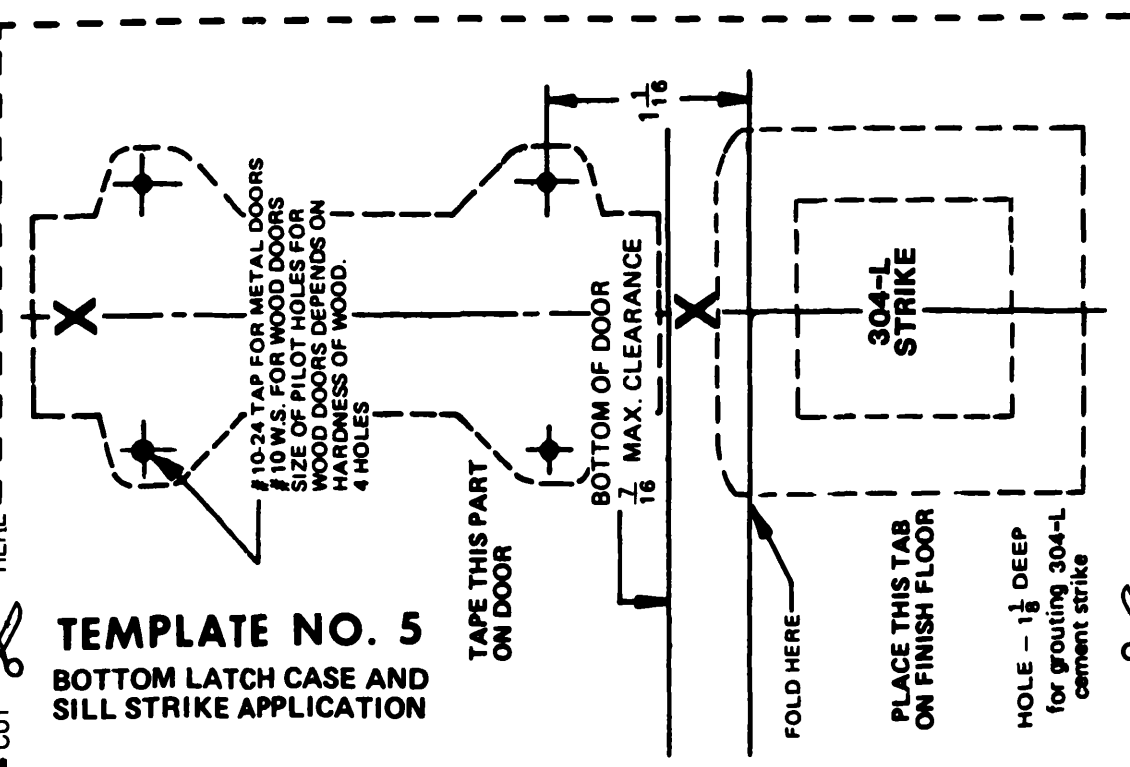 TEMPLATE NO. 5
BOTTOM LATCH CASE AND
SILL STRIKE APPLICATION
#10-24 TAP FOR METAL DOORS
#10 W.S. FOR WOOD DOORS
SIZE OF PILOT HOLES FOR
WOOD DOORS DEPENDS ON
HARDNESS OF WOOD.
4 HOLES
TAPE THIS PART
ON DOOR
BOTTOM OF DOOR
7/16 MAX. CLEARANCE
1 1/16
X
X
304-L
STRIKE
FOLD HERE
PLACE THIS TAB
ON FINISH FLOOR
HOLE – 1 1/8 DEEP
for grouting 304-L
cement strike
CUT
HERE